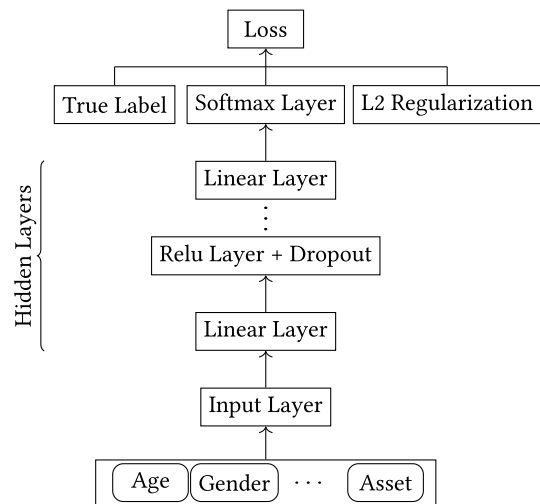 Loss
True Label
Softmax Layer
L2 Regularization
Linear Layer
Hidden Layers
Relu Layer + Dropout
Linear Layer
Input Layer
Age Gender ··· Asset